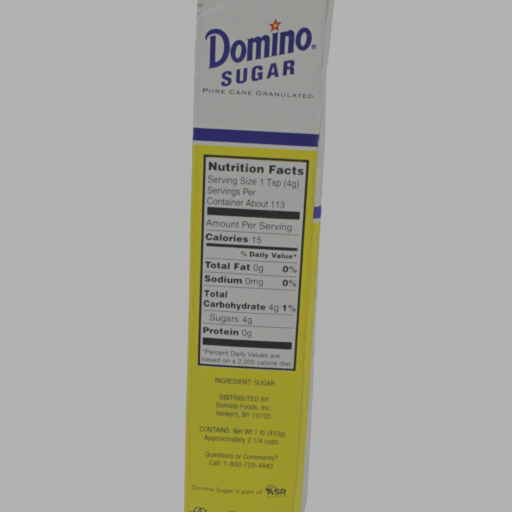 Domino®
SUGAR
PURE CANE GRANULATED
Nutrition Facts
Serving Size 1 Tsp (4g)
Servings Per
Container About 113
Amount Per Serving
Calories 15
% Daily Value*
Total Fat 0g 0%
Sodium 0mg 0%
Total
Carbohydrate 4g 1%
Sugars 4g
Protein 0g
*Percent Daily Values are
based on a 2,000 calorie diet
INGREDIENT: SUGAR
DISTRIBUTED BY
Domino Foods, Inc.
Yonkers, NY 10705
CONTAINS: Net Wt 1 lb (453g)
Approximately 2 1/4 cups
Questions or Comments?
Call: 1-800-729-4840
Domino Sugar is part of ASR
GROUP